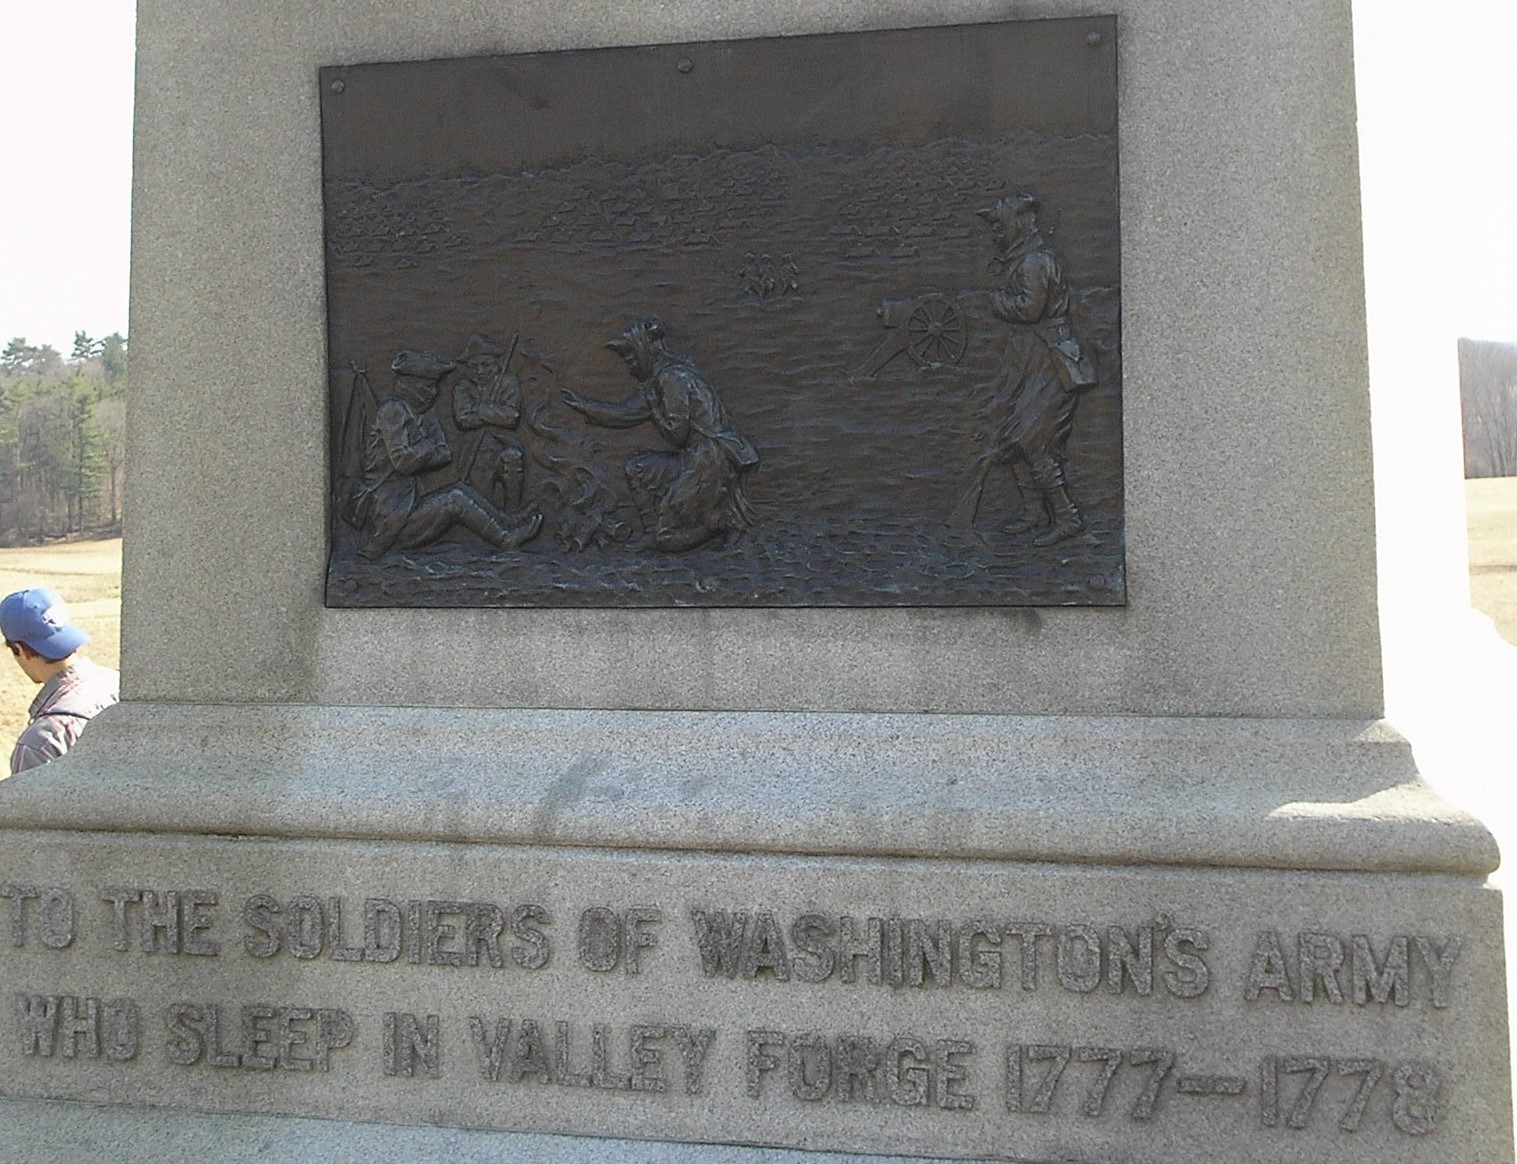 TO THE SOLDIERS OF WASHINGTON'S ARMY
WHO SLEEP IN VALLEY FORGE 1777—1778